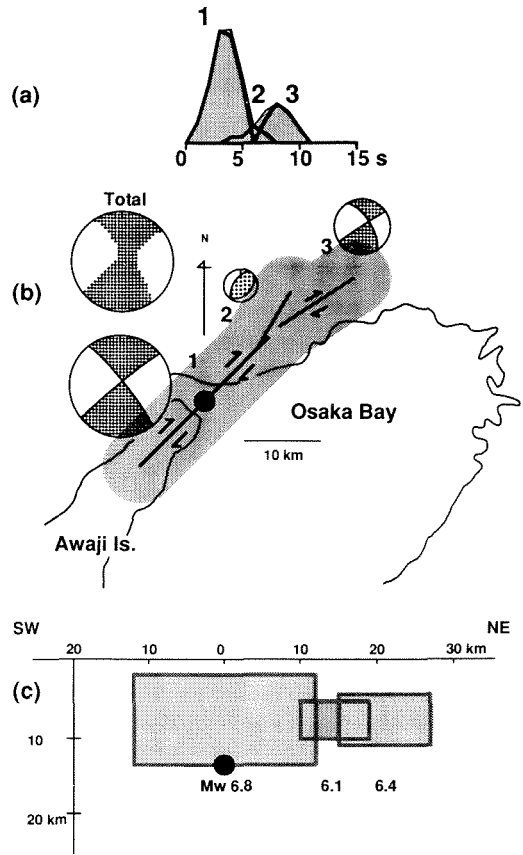 1
(a)
2 3
0 5 10 15 s
Total
N
3
(b)
2
1
Osaka Bay
10 km
Awaji Is.
SW NE
20 10 0 10 20 30 km
(c)
10
Mw 6.8 6.1 6.4
20 km